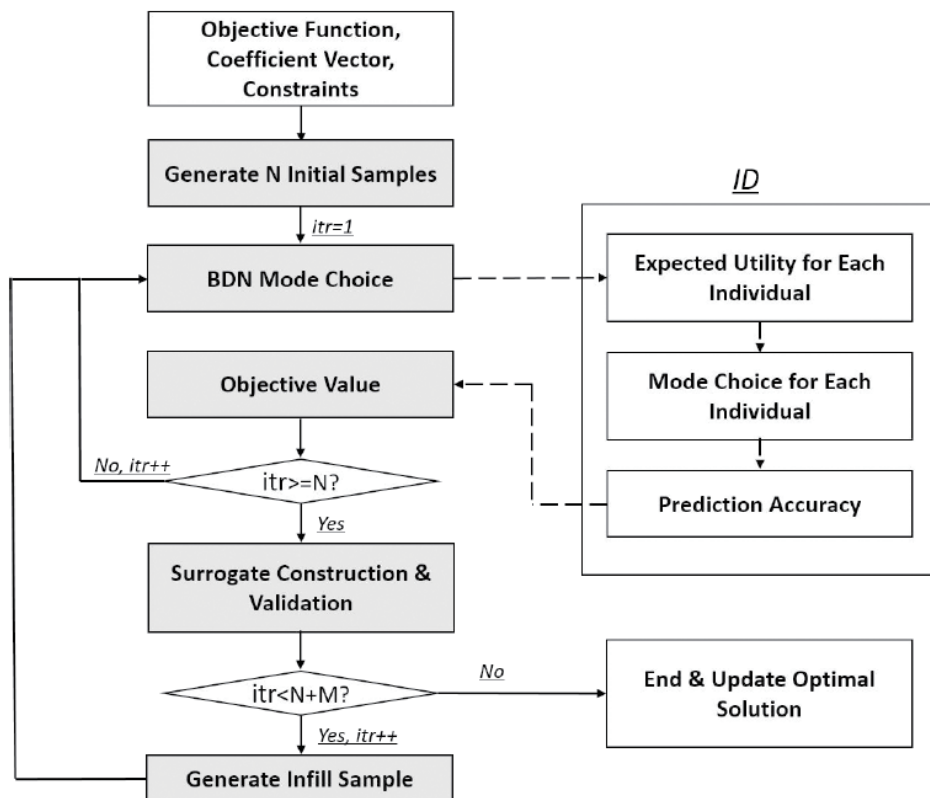 Objective Function,
Coefficient Vector,
Constraints
Generate N Initial Samples
itr=1
BDN Mode Choice
Objective Value
No, itr++
itr>=N?
Yes
Surrogate Construction &
Validation
itr<N+M?
No
Yes, itr++
Generate Infill Sample
ID
Expected Utility for Each
Individual
Mode Choice for Each
Individual
Prediction Accuracy
End & Update Optimal
Solution